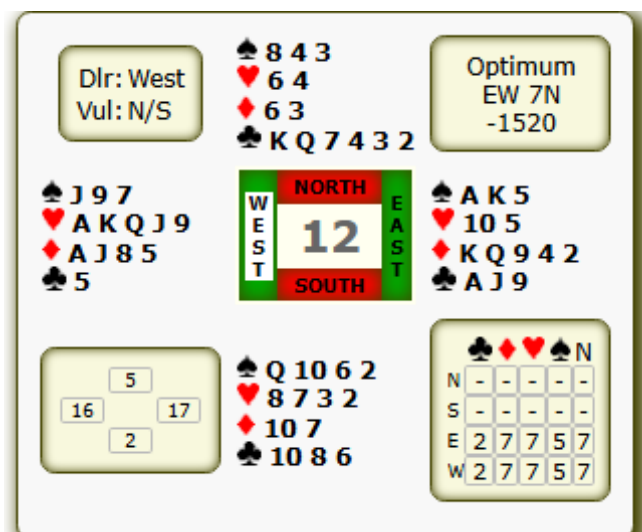 Dlr: West
Vul: N/S
♠ 8 4 3
♥ 6 4
♦ 6 3
♣ K Q 7 4 3 2
Optimum
EW 7N
-1520
♠ J 9 7
♥ A K Q J 9
♦ A J 8 5
♣ 5
NORTH
WEST
12
EAST
SOUTH
♠ A K 5
♥ 10 5
♦ K Q 9 4 2
♣ A J 9
5
16 17
2
♠ Q 10 6 2
♥ 8 7 3 2
♦ 10 7
♣ 10 8 6
♣ ♦ ♥ ♠ N
N - - - - -
S - - - - -
E 2 7 7 5 7
W 2 7 7 5 7